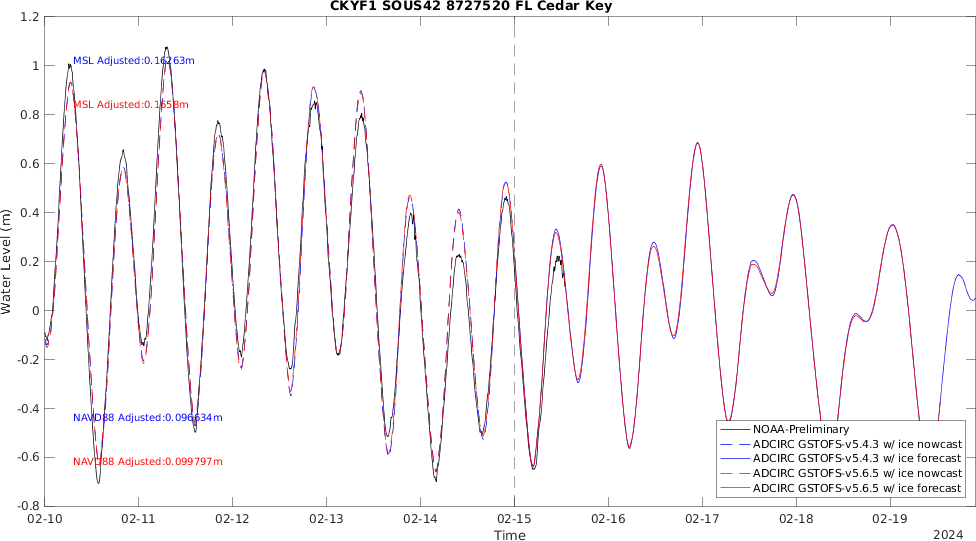 CKYF1 SOUS42 8727520 FL Cedar Key
Water Level (m)
1.2
1
0.8
0.6
0.4
0.2
0
-0.2
-0.4
-0.6
-0.8
MSL Adjusted:0.16263m
MSL Adjusted:0.1658m
NAVD88 Adjusted:0.096634m
NAVD88 Adjusted:0.099797m
NOAA-Preliminary
ADCIRC GSTOFS-v5.4.3 w/ ice nowcast
ADCIRC GSTOFS-v5.4.3 w/ ice forecast
ADCIRC GSTOFS-v5.6.5 w/ ice nowcast
ADCIRC GSTOFS-v5.6.5 w/ ice forecast
02-10 02-11 02-12 02-13 02-14 02-15 02-16 02-17 02-18 02-19
Time
2024